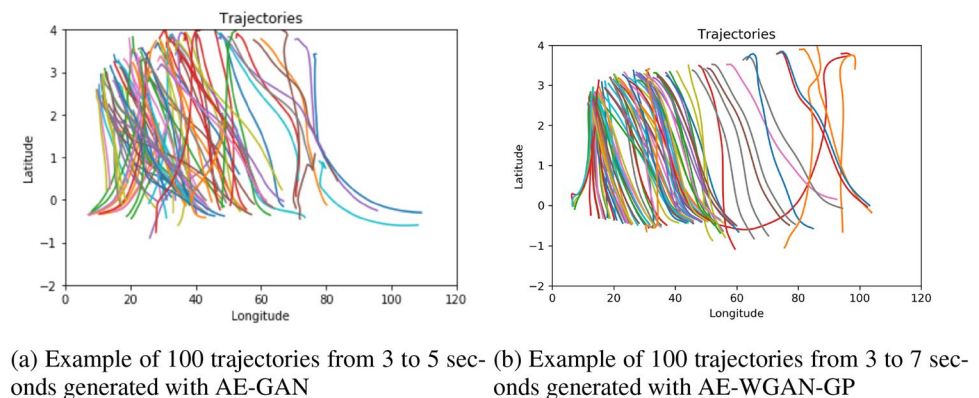 Trajectories
4
3
2
1
0
−1
−2
Latitude
0 20 40 60 80 100 120
Longitude
Trajectories
4
3
2
1
0
−1
−2
Latitude
0 20 40 60 80 100 120
Longitude
(a) Example of 100 trajectories from 3 to 5 sec-
onds generated with AE-GAN
(b) Example of 100 trajectories from 3 to 7 sec-
onds generated with AE-WGAN-GP